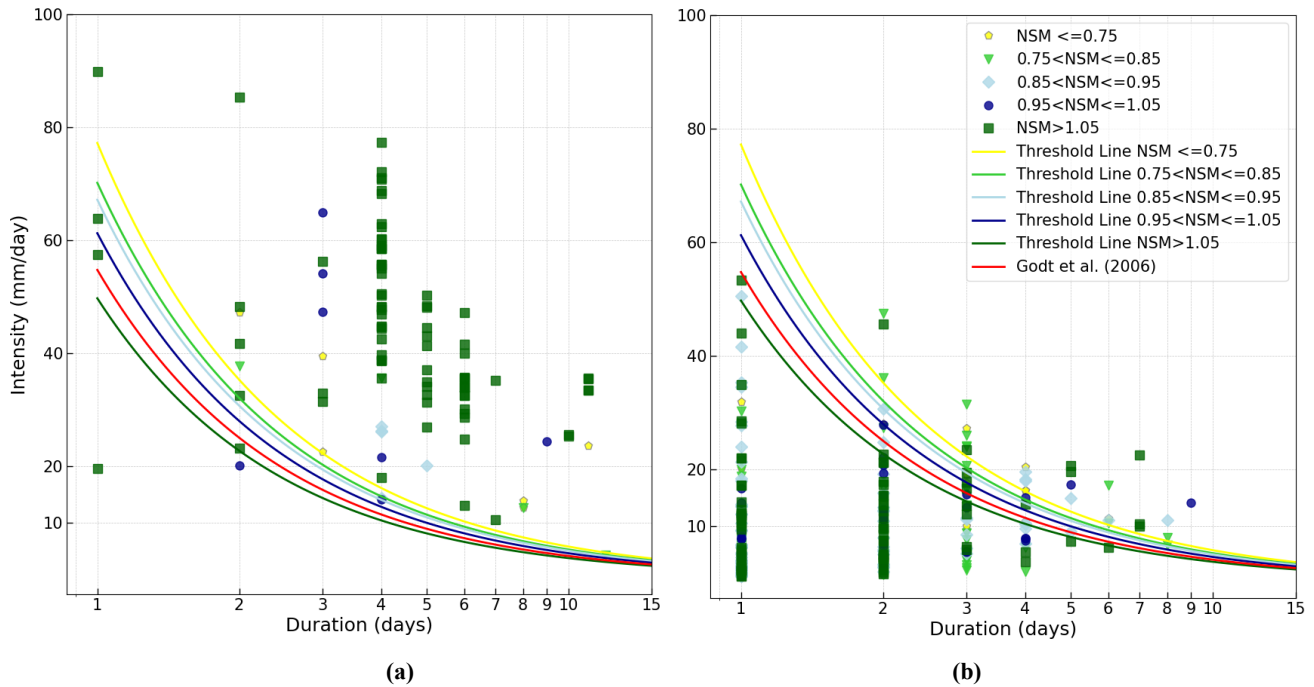 100
80
60
40
20
10
Intensity (mm/day)
1 2 3 4 5 6 7 8 9 10 15
Duration (days)
(a)
100
80
60
40
20
10
1 2 3 4 5 6 7 8 9 10 15
Duration (days)
NSM <=0.75
0.75<NSM<=0.85
0.85<NSM<=0.95
0.95<NSM<=1.05
NSM>1.05
Threshold Line NSM <=0.75
Threshold Line 0.75<NSM<=0.85
Threshold Line 0.85<NSM<=0.95
Threshold Line 0.95<NSM<=1.05
Threshold Line NSM>1.05
Godt et al. (2006)
(b)